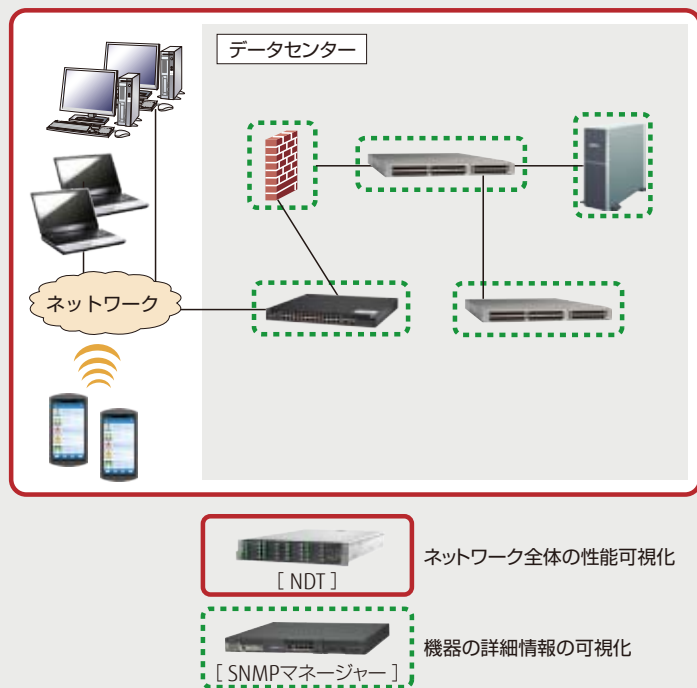 データセンター
ネットワーク
[ NDT ]
ネットワーク全体の性能可視化
[ SNMPマネージャー ]
機器の詳細情報の可視化